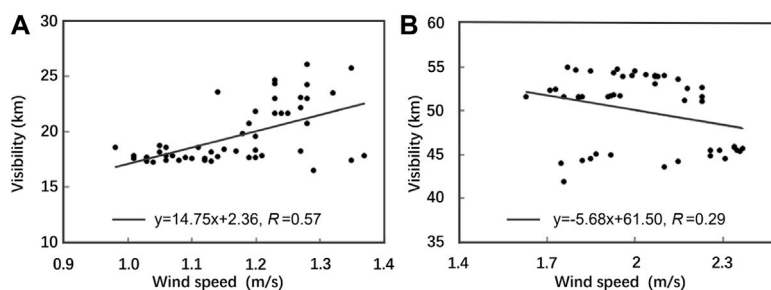 A
30
25
20
15
10
Visibility (km)
y=14.75x+2.36, R=0.57
0.9 1.0 1.1 1.2 1.3 1.4
Wind speed (m/s)
B
60
55
50
45
40
35
Visibility (km)
y=-5.68x+61.50, R=0.29
1.4 1.7 2 2.3
Wind speed (m/s)